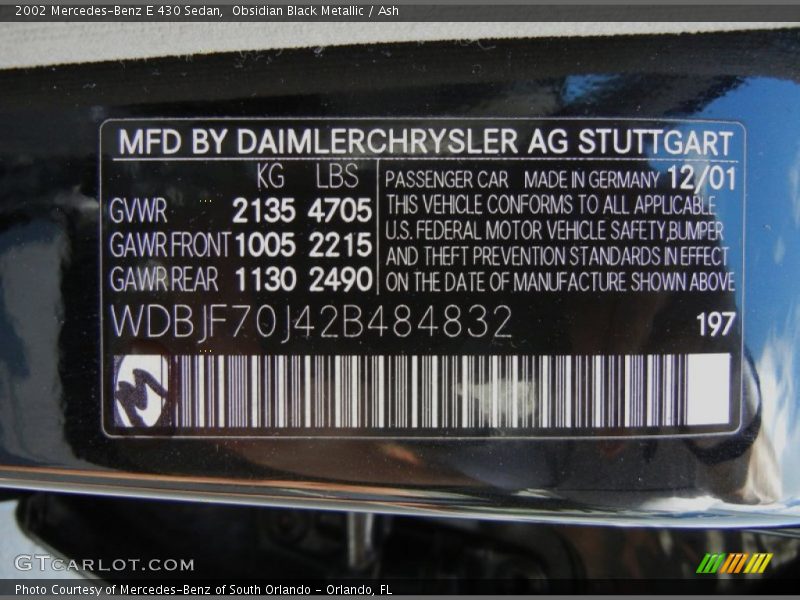 2002 Mercedes-Benz E 430 Sedan,  Obsidian Black Metallic / Ash
MFD BY DAIMLERCHRYSLER AG STUTTGART
KG LBS
GVWR 2135 4705
GAWR FRONT 1005 2215
GAWR REAR 1130 2490
PASSENGER CAR MADE IN GERMANY 12/01
THIS VEHICLE CONFORMS TO ALL APPLICABLE
U.S. FEDERAL MOTOR VEHICLE SAFETY,BUMPER
AND THEFT PREVENTION STANDARDS IN EFFECT
ON THE DATE OF MANUFACTURE SHOWN ABOVE
WDBJF70J42B484832 197
GTCARLOT.COM
Photo Courtesy of Mercedes-Benz of South Orlando - Orlando, FL